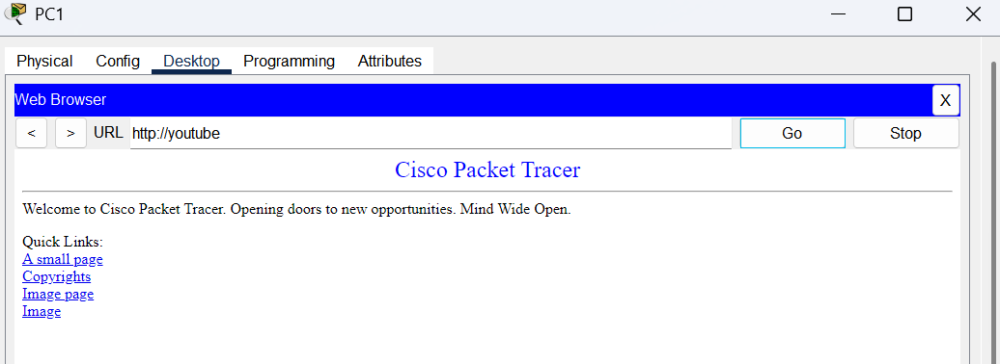 PC1
Physical Config Desktop Programming Attributes
Web Browser X
< > URL http://youtube Go Stop
Cisco Packet Tracer
Welcome to Cisco Packet Tracer. Opening doors to new opportunities. Mind Wide Open.
Quick Links:
A small page
Copyrights
Image page
Image